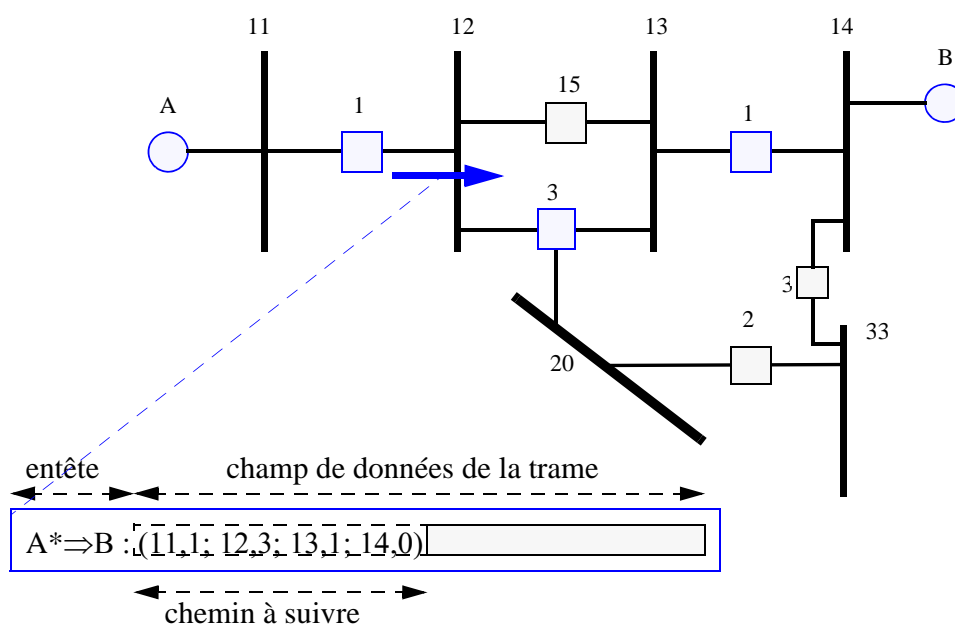 11
12
13
14
A
1
15
1
B
3
3
20
2
33
entête
champ de données de la trame
A*⇒B : (11,1; 12,3; 13,1; 14,0)
chemin à suivre